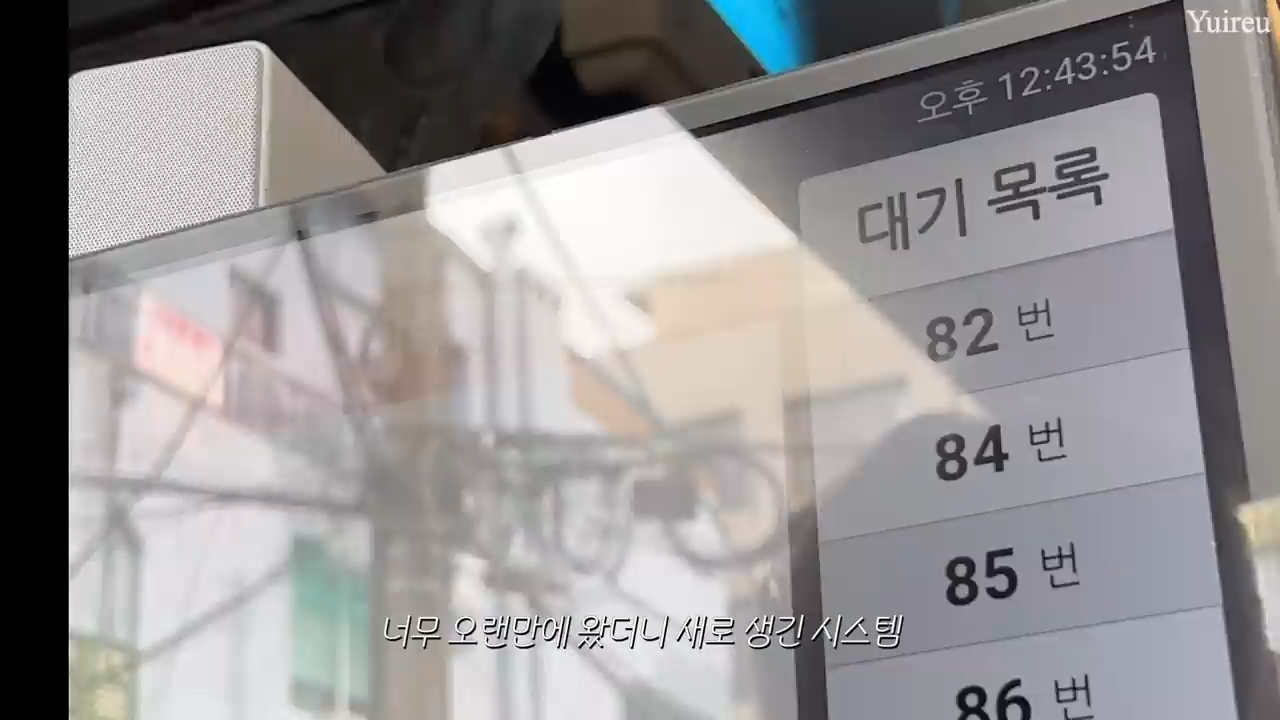 Yuireu
오후 12:43:54
대기 목록
82 번
84 번
85 번
86 번
너무 오랜만에 왔더니 새로 생긴 시스템